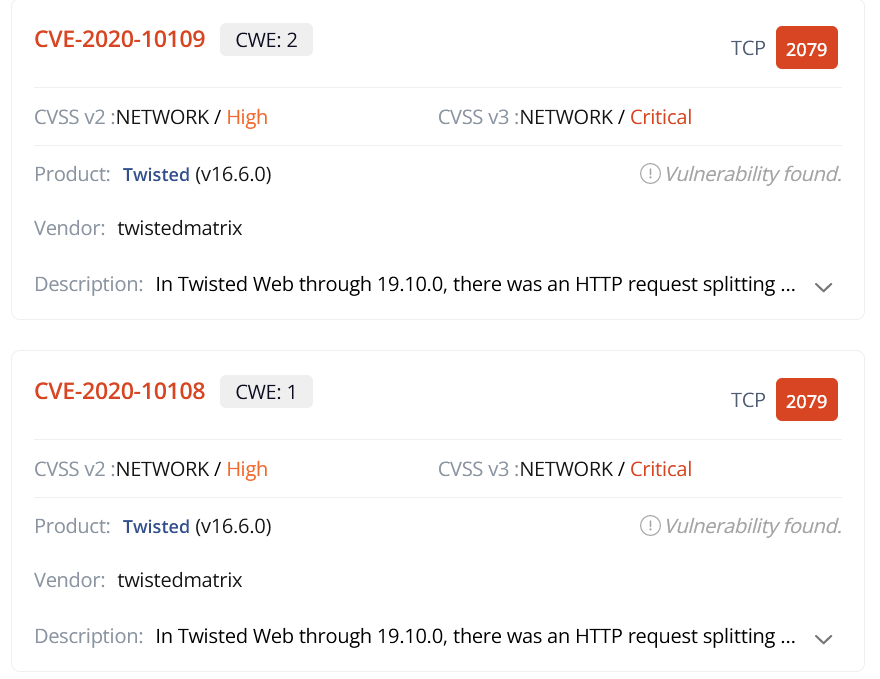 CVE-2020-10109 CWE: 2 TCP 2079
CVSS v2 :NETWORK / High CVSS v3 :NETWORK / Critical
Product: Twisted (v16.6.0) Vulnerability found.
Vendor: twistedmatrix
Description: In Twisted Web through 19.10.0, there was an HTTP request splitting ...
CVE-2020-10108 CWE: 1 TCP 2079
CVSS v2 :NETWORK / High CVSS v3 :NETWORK / Critical
Product: Twisted (v16.6.0) Vulnerability found.
Vendor: twistedmatrix
Description: In Twisted Web through 19.10.0, there was an HTTP request splitting ...